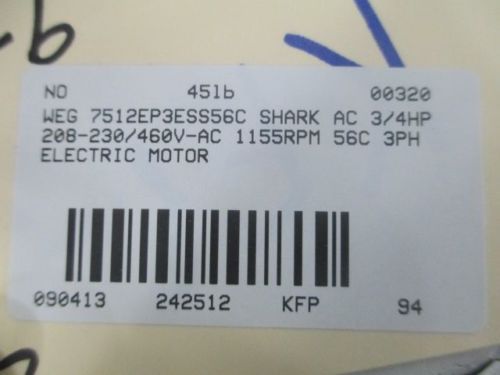 NO 45lb 00320
WEG 7512EP3ESS56C SHARK AC 3/4HP
208-230/460V-AC 1155RPM 56C 3PH
ELECTRIC MOTOR
090413 242512 KFP 94